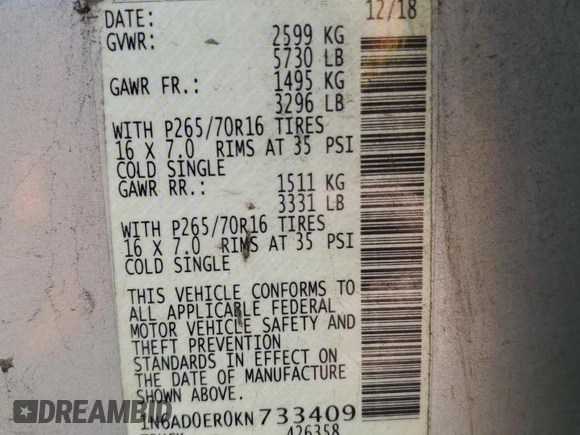 DATE: 12/18
GVWR: 2599 KG
5730 LB
GAWR FR.: 1495 KG
3296 LB
WITH P265/70R16 TIRES
16 X 7.0 RIMS AT 35 PSI
COLD SINGLE
GAWR RR.: 1511 KG
3331 LB
WITH P265/70R16 TIRES
16 X 7.0 RIMS AT 35 PSI
COLD SINGLE
THIS VEHICLE CONFORMS TO
ALL APPLICABLE FEDERAL
MOTOR VEHICLE SAFETY AND
THEFT PREVENTION
STANDARDS IN EFFECT ON
THE DATE OF MANUFACTURE
SHOWN ABOVE.
1N6AD0ER0KN733409
TRUCK 426358
DREAMBID